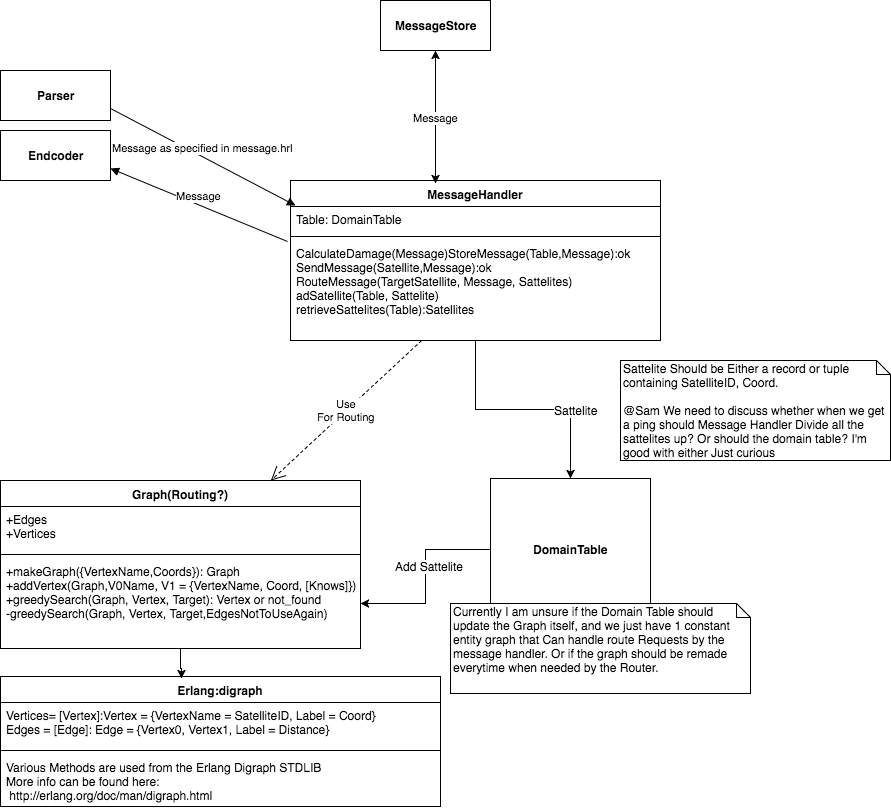 MessageStore
Message
Parser
Endcoder
Message as specified in message.hrl
Message
MessageHandler
Table: DomainTable
CalculateDamage(Message)StoreMessage(Table,Message):ok
SendMessage(Satellite,Message):ok
RouteMessage(TargetSatellite, Message, Sattelites)
adSatellite(Table, Sattelite)
retrieveSattelites(Table):Satellites
Sattelite Should be Either a record or tuple
containing SatelliteID, Coord.
@Sam We need to discuss whether when we get
a ping should Message Handler Divide all the
sattelites up? Or should the domain table? I'm
good with either Just curious
Use
For Routing
Sattelite
Graph(Routing?)
+Edges
+Vertices
+makeGraph({VertexName,Coords}): Graph
+addVertex(Graph,V0Name, V1 = {VertexName, Coord, [Knows]})
+greedySearch(Graph, Vertex, Target): Vertex or not_found
-greedySearch(Graph, Vertex, Target,EdgesNotToUseAgain)
Add Sattelite
DomainTable
Currently I am unsure if the Domain Table should
update the Graph itself, and we just have 1 constant
entity graph that Can handle route Requests by the
message handler. Or if the graph should be remade
everytime when needed by the Router.
Erlang:digraph
Vertices= [Vertex]:Vertex = {VertexName = SatelliteID, Label = Coord}
Edges = [Edge]: Edge = {Vertex0, Vertex1, Label = Distance}
Various Methods are used from the Erlang Digraph STDLIB
More info can be found here:
http://erlang.org/doc/man/digraph.html